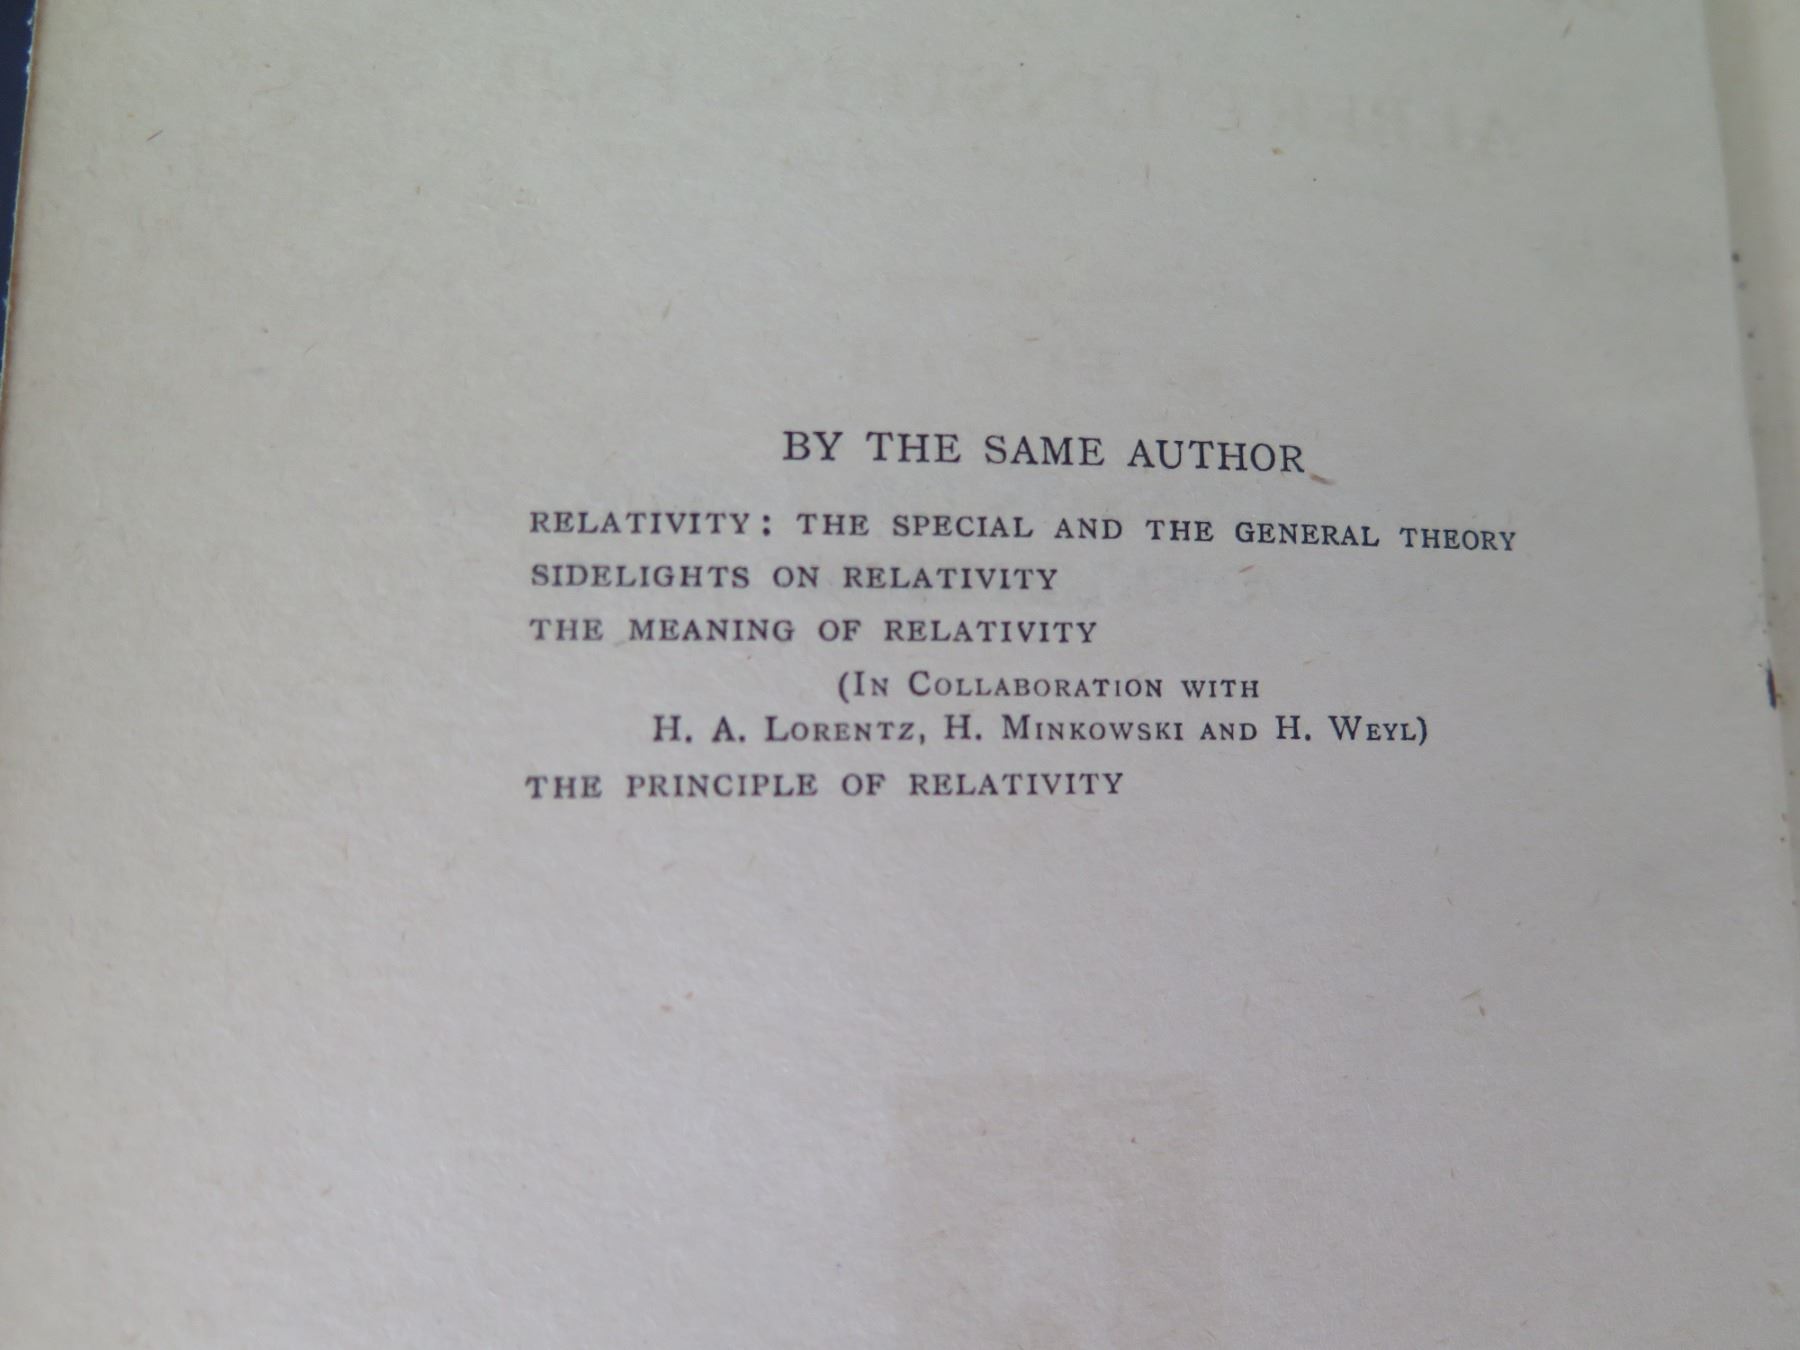 BY THE SAME AUTHOR
RELATIVITY: THE SPECIAL AND THE GENERAL THEORY
SIDELIGHTS ON RELATIVITY
THE MEANING OF RELATIVITY
(IN COLLABORATION WITH
H. A. LORENTZ, H. MINKOWSKI AND H. WEYL)
THE PRINCIPLE OF RELATIVITY